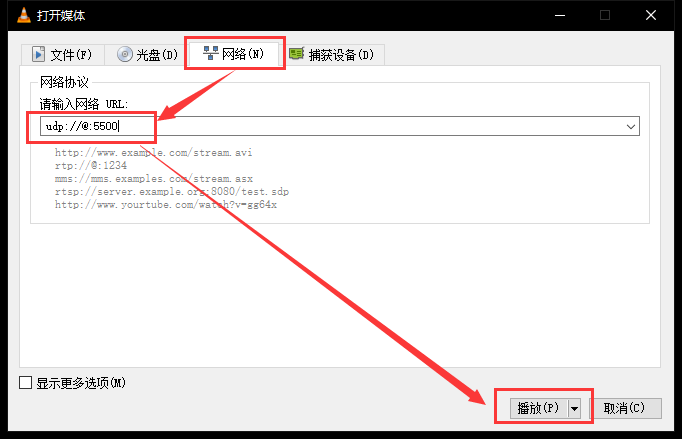 打开媒体
文件(F)
光盘(D)
网络(N)
捕获设备(D)
网络协议
请输入网络 URL:
udp://@:5500
http://www.example.com/stream.avi
rtp://@:1234
mms://mms.examples.com/stream.asx
rtsp://server.example.org:8080/test.sdp
http://www.yourtube.com/watch?v=gg64x
显示更多选项(M)
播放(P)
取消(C)